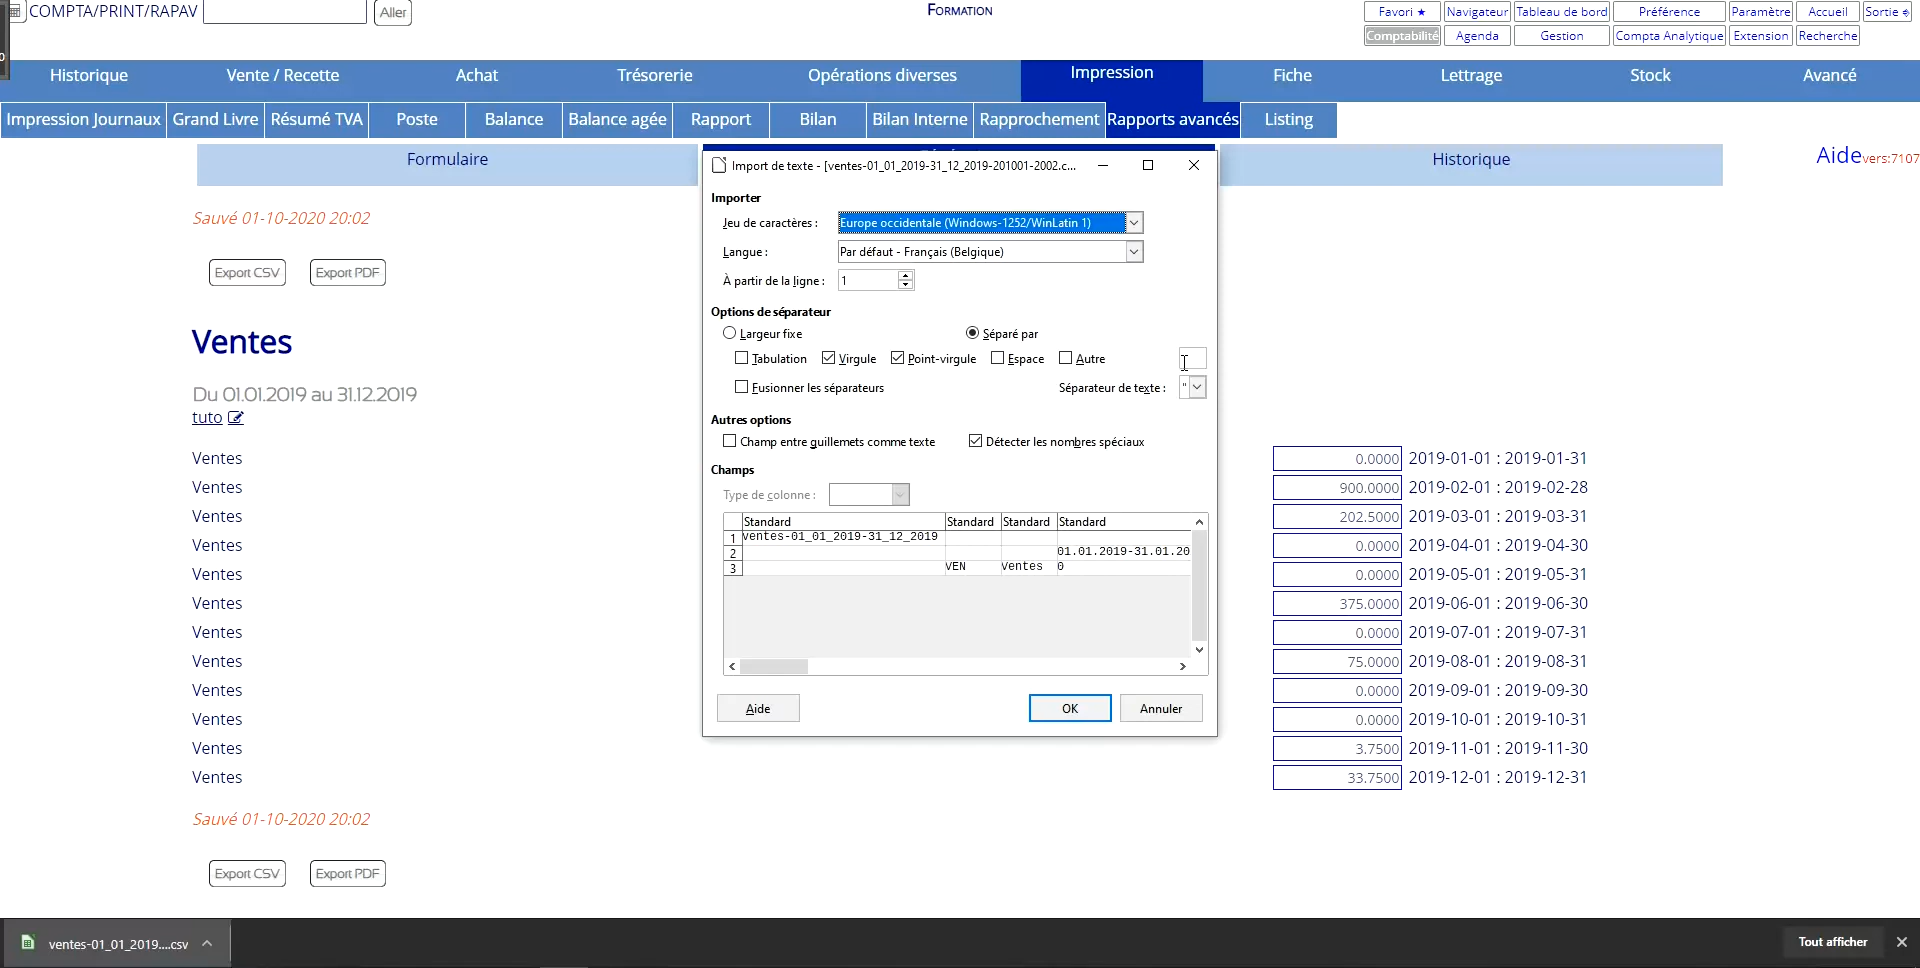 COMPTA/PRINT/RAPAV Aller
Formation
Favori ★ Navigateur Tableau de bord Préférence Paramètre Accueil Sortie
Comptabilité Agenda Gestion Compta Analytique Extension Recherche
Historique Vente / Recette Achat Trésorerie Opérations diverses Impression Fiche Lettrage Stock Avancé
Impression Journaux Grand Livre Résumé TVA Poste Balance Balance agée Rapport Bilan Bilan Interne Rapprochement Rapports avancés Listing
Formulaire
Historique
Aide vers:7107
Sauvé 01-10-2020 20:02
Export CSV Export PDF
Ventes
Du 01.01.2019 au 31.12.2019
tuto
Import de texte - [ventes-01_01_2019-31_12_2019-201001-2002.c...
Importer
Jeu de caractères : Europe occidentale (Windows-1252/WinLatin 1)
Langue : Par défaut - Français (Belgique)
À partir de la ligne : 1
Options de séparateur
Largeur fixe Séparé par
Tabulation Virgule Point-virgule Espace Autre
Fusionner les séparateurs Séparateur de texte : "
Autres options
Champ entre guillemets comme texte Détecter les nombres spéciaux
Champs
Type de colonne :
Standard Standard Standard Standard
1 ventes-01_01_2019-31_12_2019
2 01.01.2019-31.01.20
3 VEN Ventes 0
Aide OK Annuler
Ventes 0.0000 2019-01-01 : 2019-01-31
Ventes 900.0000 2019-02-01 : 2019-02-28
Ventes 202.5000 2019-03-01 : 2019-03-31
Ventes 0.0000 2019-04-01 : 2019-04-30
Ventes 0.0000 2019-05-01 : 2019-05-31
Ventes 375.0000 2019-06-01 : 2019-06-30
Ventes 0.0000 2019-07-01 : 2019-07-31
Ventes 75.0000 2019-08-01 : 2019-08-31
Ventes 0.0000 2019-09-01 : 2019-09-30
Ventes 0.0000 2019-10-01 : 2019-10-31
Ventes 3.7500 2019-11-01 : 2019-11-30
Ventes 33.7500 2019-12-01 : 2019-12-31
Sauvé 01-10-2020 20:02
Export CSV Export PDF
ventes-01_01_2019....csv
Tout afficher